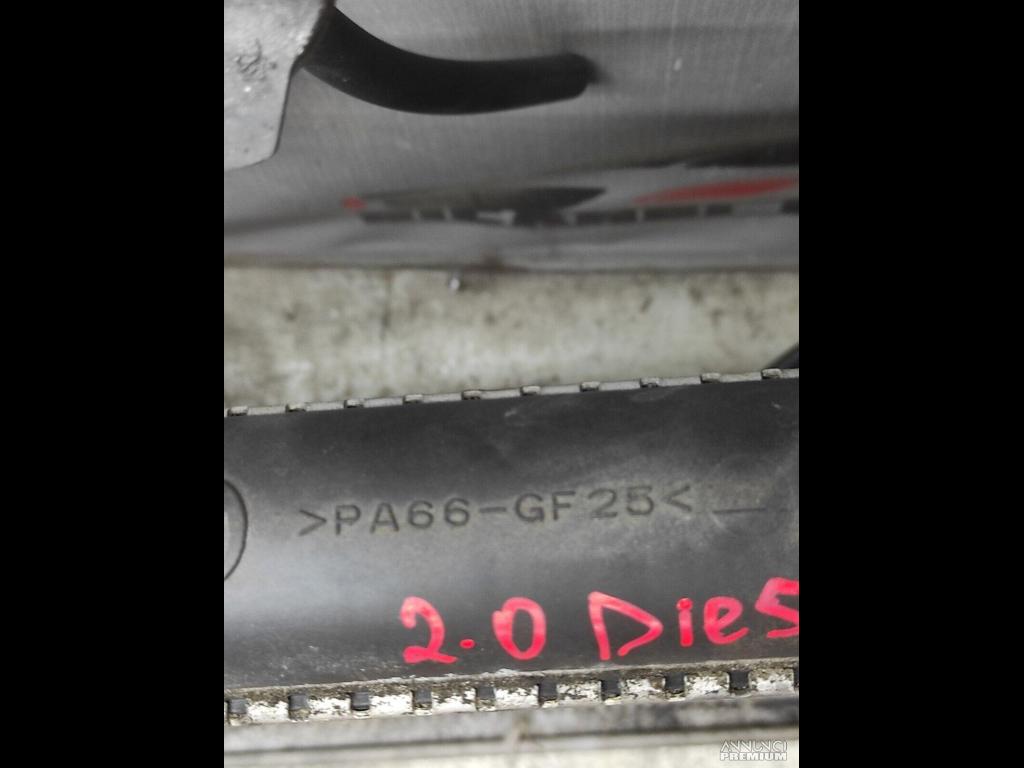 >PA66-GF25<
2.0 Dies
ANNUNCI
PREMIUM